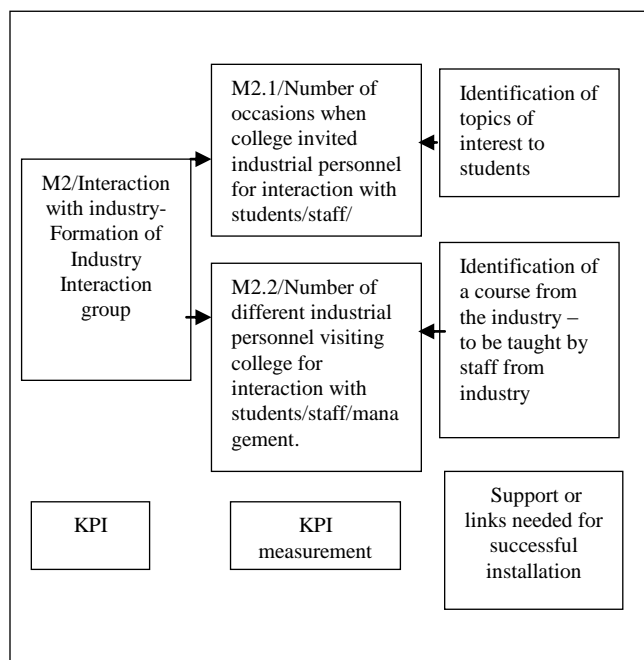 M2/Interaction
with industry-
Formation of
Industry
Interaction
group
M2.1/Number of
occasions when
college invited
industrial personnel
for interaction with
students/staff/
Identification of
topics of
interest to
students
M2.2/Number of
different industrial
personnel visiting
college for
interaction with
students/staff/mana
gement.
Identification of
a course from
the industry –
to be taught by
staff from
industry
KPI
KPI
measurement
Support or
links needed for
successful
installation